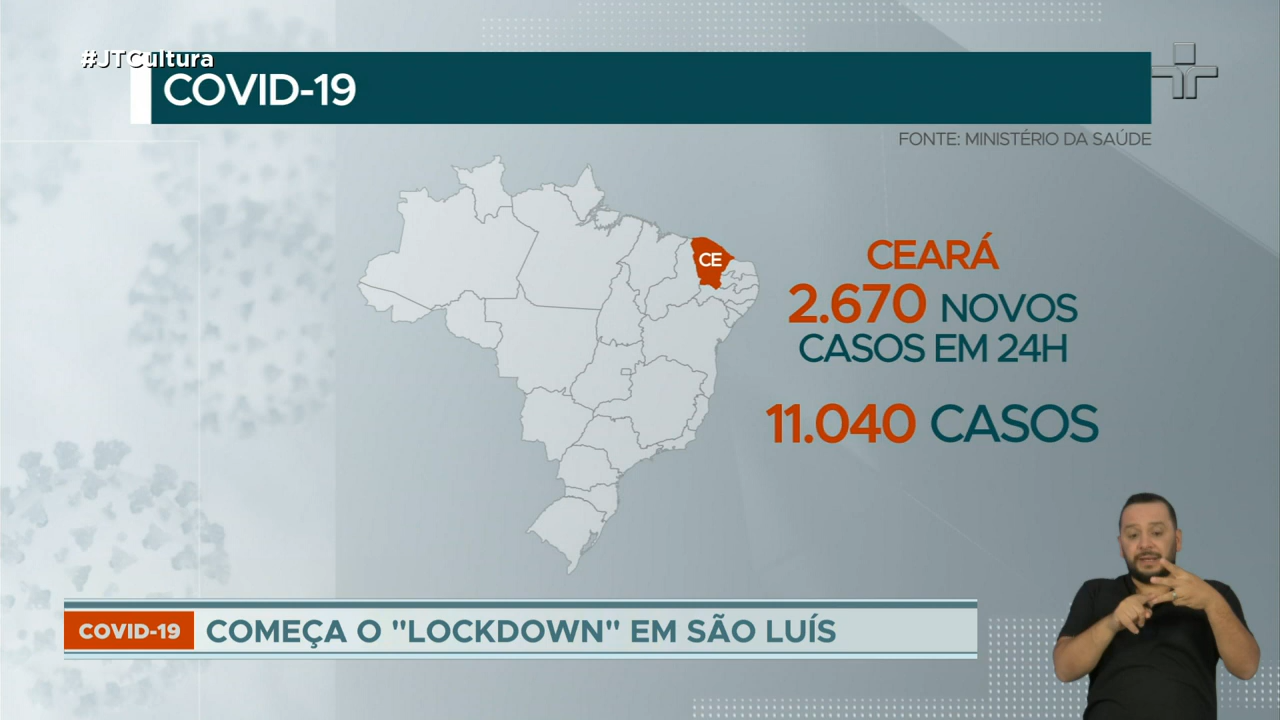 #JTCultura
COVID-19
FONTE: MINISTÉRIO DA SAÚDE
CE
CEARÁ
2.670 NOVOS
CASOS EM 24H
11.040 CASOS
COVID-19 COMEÇA O "LOCKDOWN" EM SÃO LUÍS